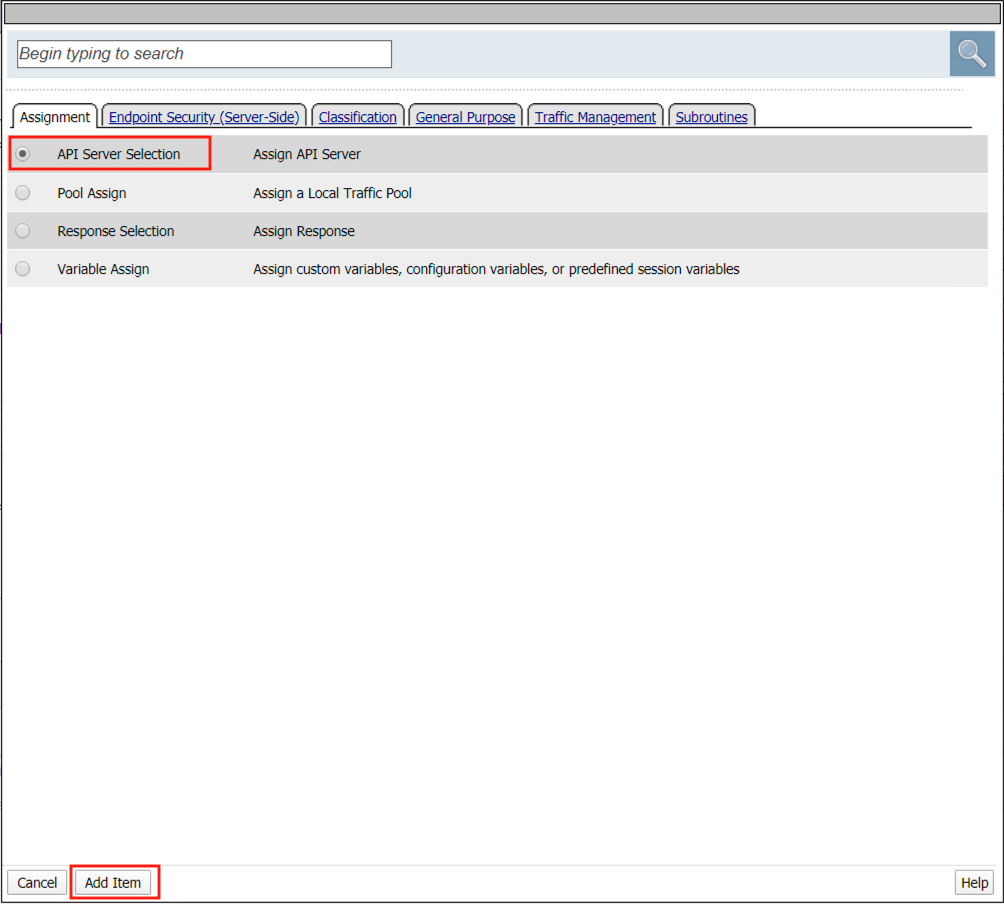 Begin typing to search
Assignment Endpoint Security (Server-Side) Classification General Purpose Traffic Management Subroutines
API Server Selection Assign API Server
Pool Assign Assign a Local Traffic Pool
Response Selection Assign Response
Variable Assign Assign custom variables, configuration variables, or predefined session variables
Cancel Add Item Help